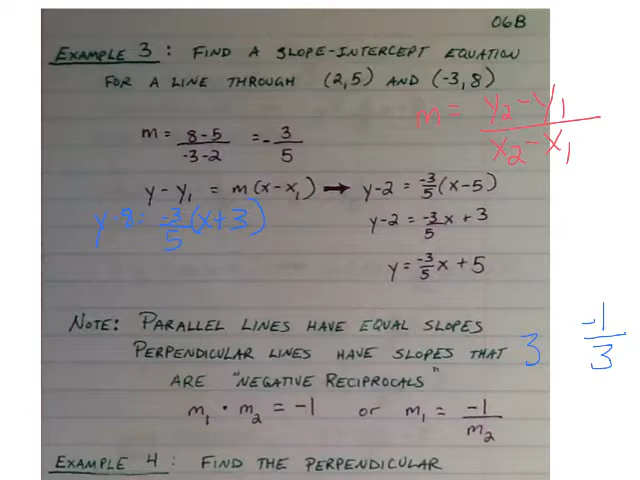 06B
EXAMPLE 3: FIND A SLOPE-INTERCEPT EQUATION
FOR A LINE THROUGH (2,5) AND (-3,8)
m = y₂ - y₁ / x₂ - x₁
m = 8-5 / -3-2 = - 3/5
y - y₁ = m(x - x₁) → y-2 = -3/5(x-5)
y-8 = -3/5(x+3)
y-2 = -3/5x + 3
y = -3/5x + 5
NOTE: PARALLEL LINES HAVE EQUAL SLOPES
PERPENDICULAR LINES HAVE SLOPES THAT 3 -1/3
ARE "NEGATIVE RECIPROCALS"
m₁ · m₂ = -1 or m₁ = -1/m₂
EXAMPLE 4: FIND THE PERPENDICULAR